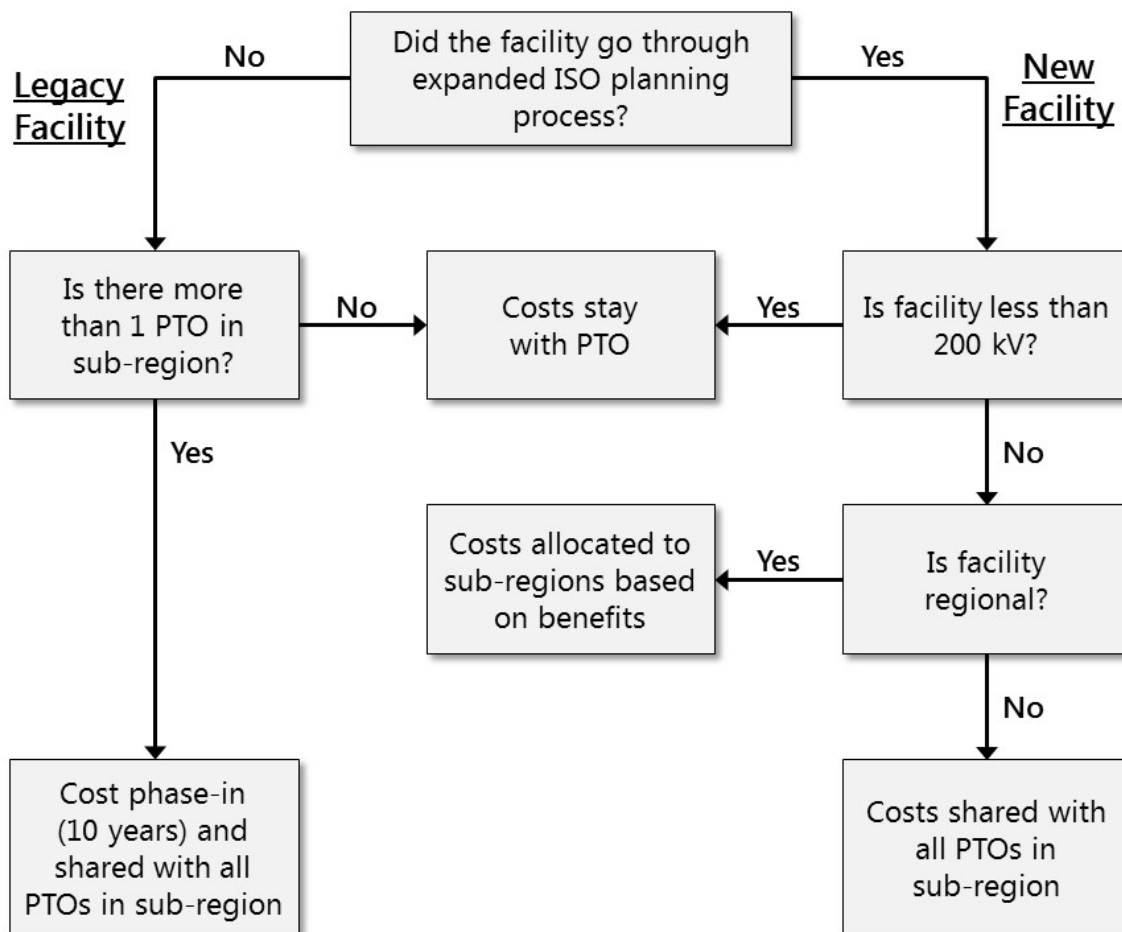 Did the facility go through
expanded ISO planning
process?
No
Yes
Legacy
Facility
New
Facility
Is there more
than 1 PTO in
sub-region?
No
Costs stay
with PTO
Yes
Is facility less than
200 kV?
Yes
No
Costs allocated to
sub-regions based
on benefits
Yes
Is facility
regional?
No
Cost phase-in
(10 years) and
shared with all
PTOs in sub-region
Costs shared with
all PTOs in
sub-region